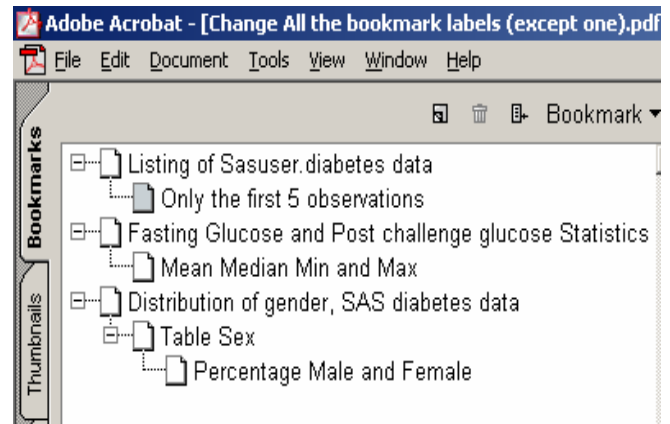 Adobe Acrobat - [Change All the bookmark labels (except one).pdf
File Edit Document Tools View Window Help
Bookmark
Bookmarks
Thumbnails
Listing of Sasuser.diabetes data
Only the first 5 observations
Fasting Glucose and Post challenge glucose Statistics
Mean Median Min and Max
Distribution of gender, SAS diabetes data
Table Sex
Percentage Male and Female